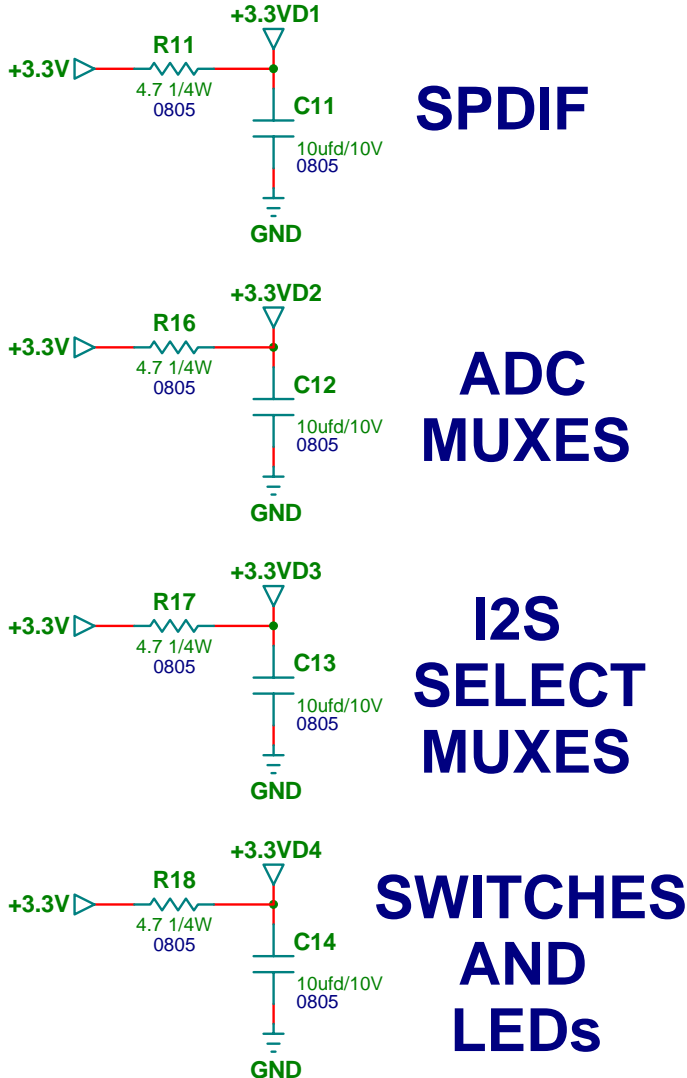 +3.3VD1
R11
+3.3V
4.7 1/4W
0805
C11
10ufd/10V
0805
GND
SPDIF
+3.3VD2
R16
+3.3V
4.7 1/4W
0805
C12
10ufd/10V
0805
GND
ADC
MUXES
+3.3VD3
R17
+3.3V
4.7 1/4W
0805
C13
10ufd/10V
0805
GND
I2S
SELECT
MUXES
+3.3VD4
R18
+3.3V
4.7 1/4W
0805
C14
10ufd/10V
0805
GND
SWITCHES
AND
LEDs